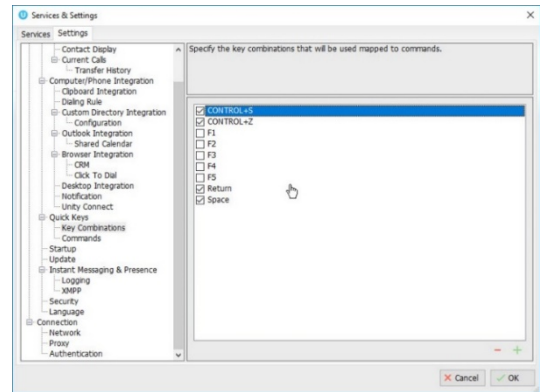 Services & Settings
Services Settings
Contact Display
Current Calls
Transfer History
Computer/Phone Integration
Clipboard Integration
Dialing Rule
Custom Directory Integration
Configuration
Outlook Integration
Shared Calendar
Browser Integration
CRM
Click To Dial
Desktop Integration
Notification
Unity Connect
Quick Keys
Key Combinations
Commands
Startup
Update
Instant Messaging & Presence
Logging
XMPP
Security
Language
Connection
Network
Proxy
Authentication
Specify the key combinations that will be used mapped to commands.
CONTROL+S
CONTROL+Z
F1
F2
F3
F4
F5
Return
Space
Cancel OK